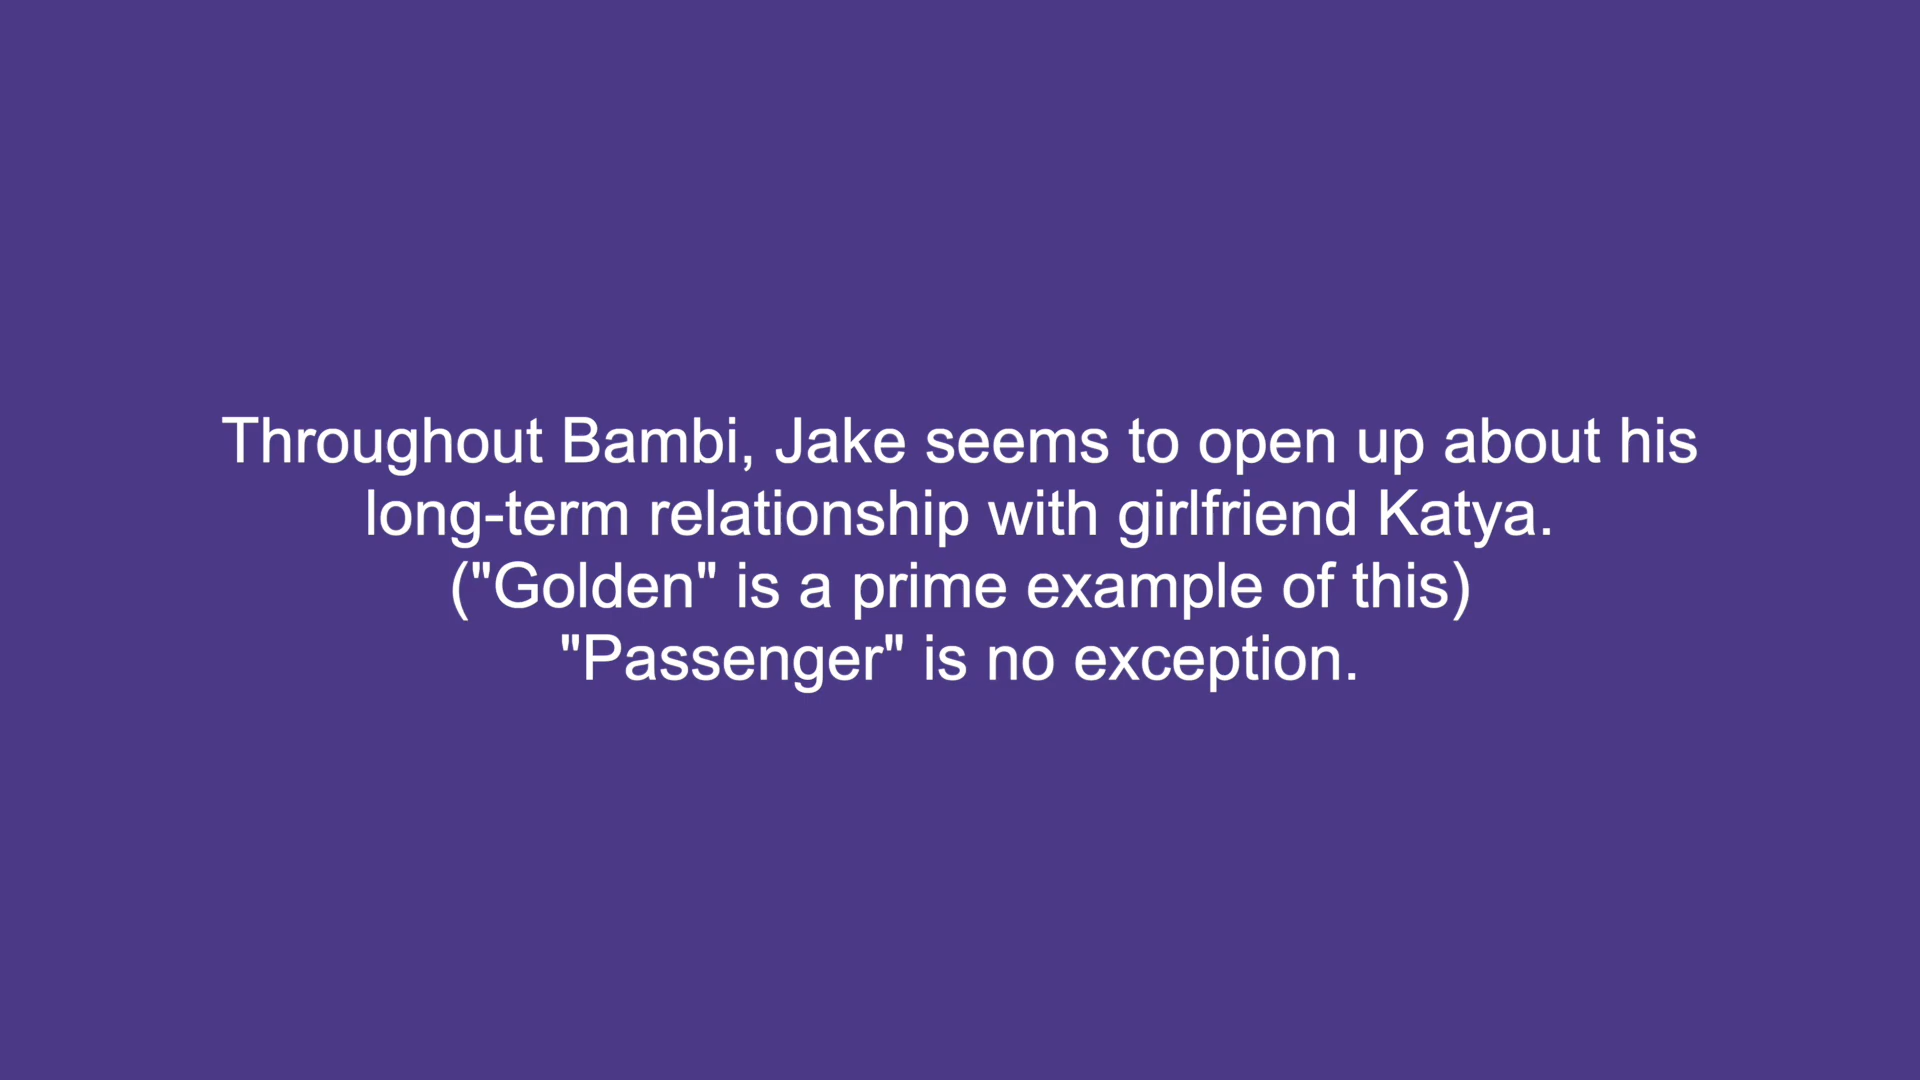 Throughout Bambi, Jake seems to open up about his
long-term relationship with girlfriend Katya.
("Golden" is a prime example of this)
"Passenger" is no exception.